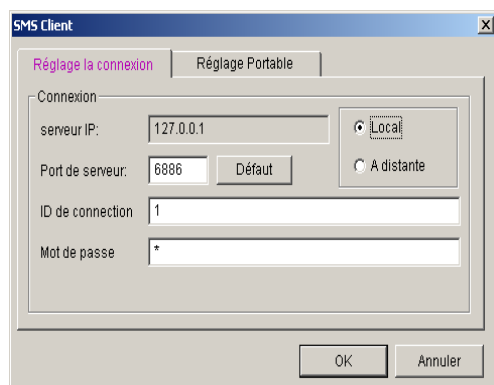 SMS Client
Réglage la connexion
Réglage Portable
Connexion
serveur IP: 127.0.0.1
Local
Port de serveur: 6886 Défaut
A distante
ID de connection 1
Mot de passe *
OK Annuler